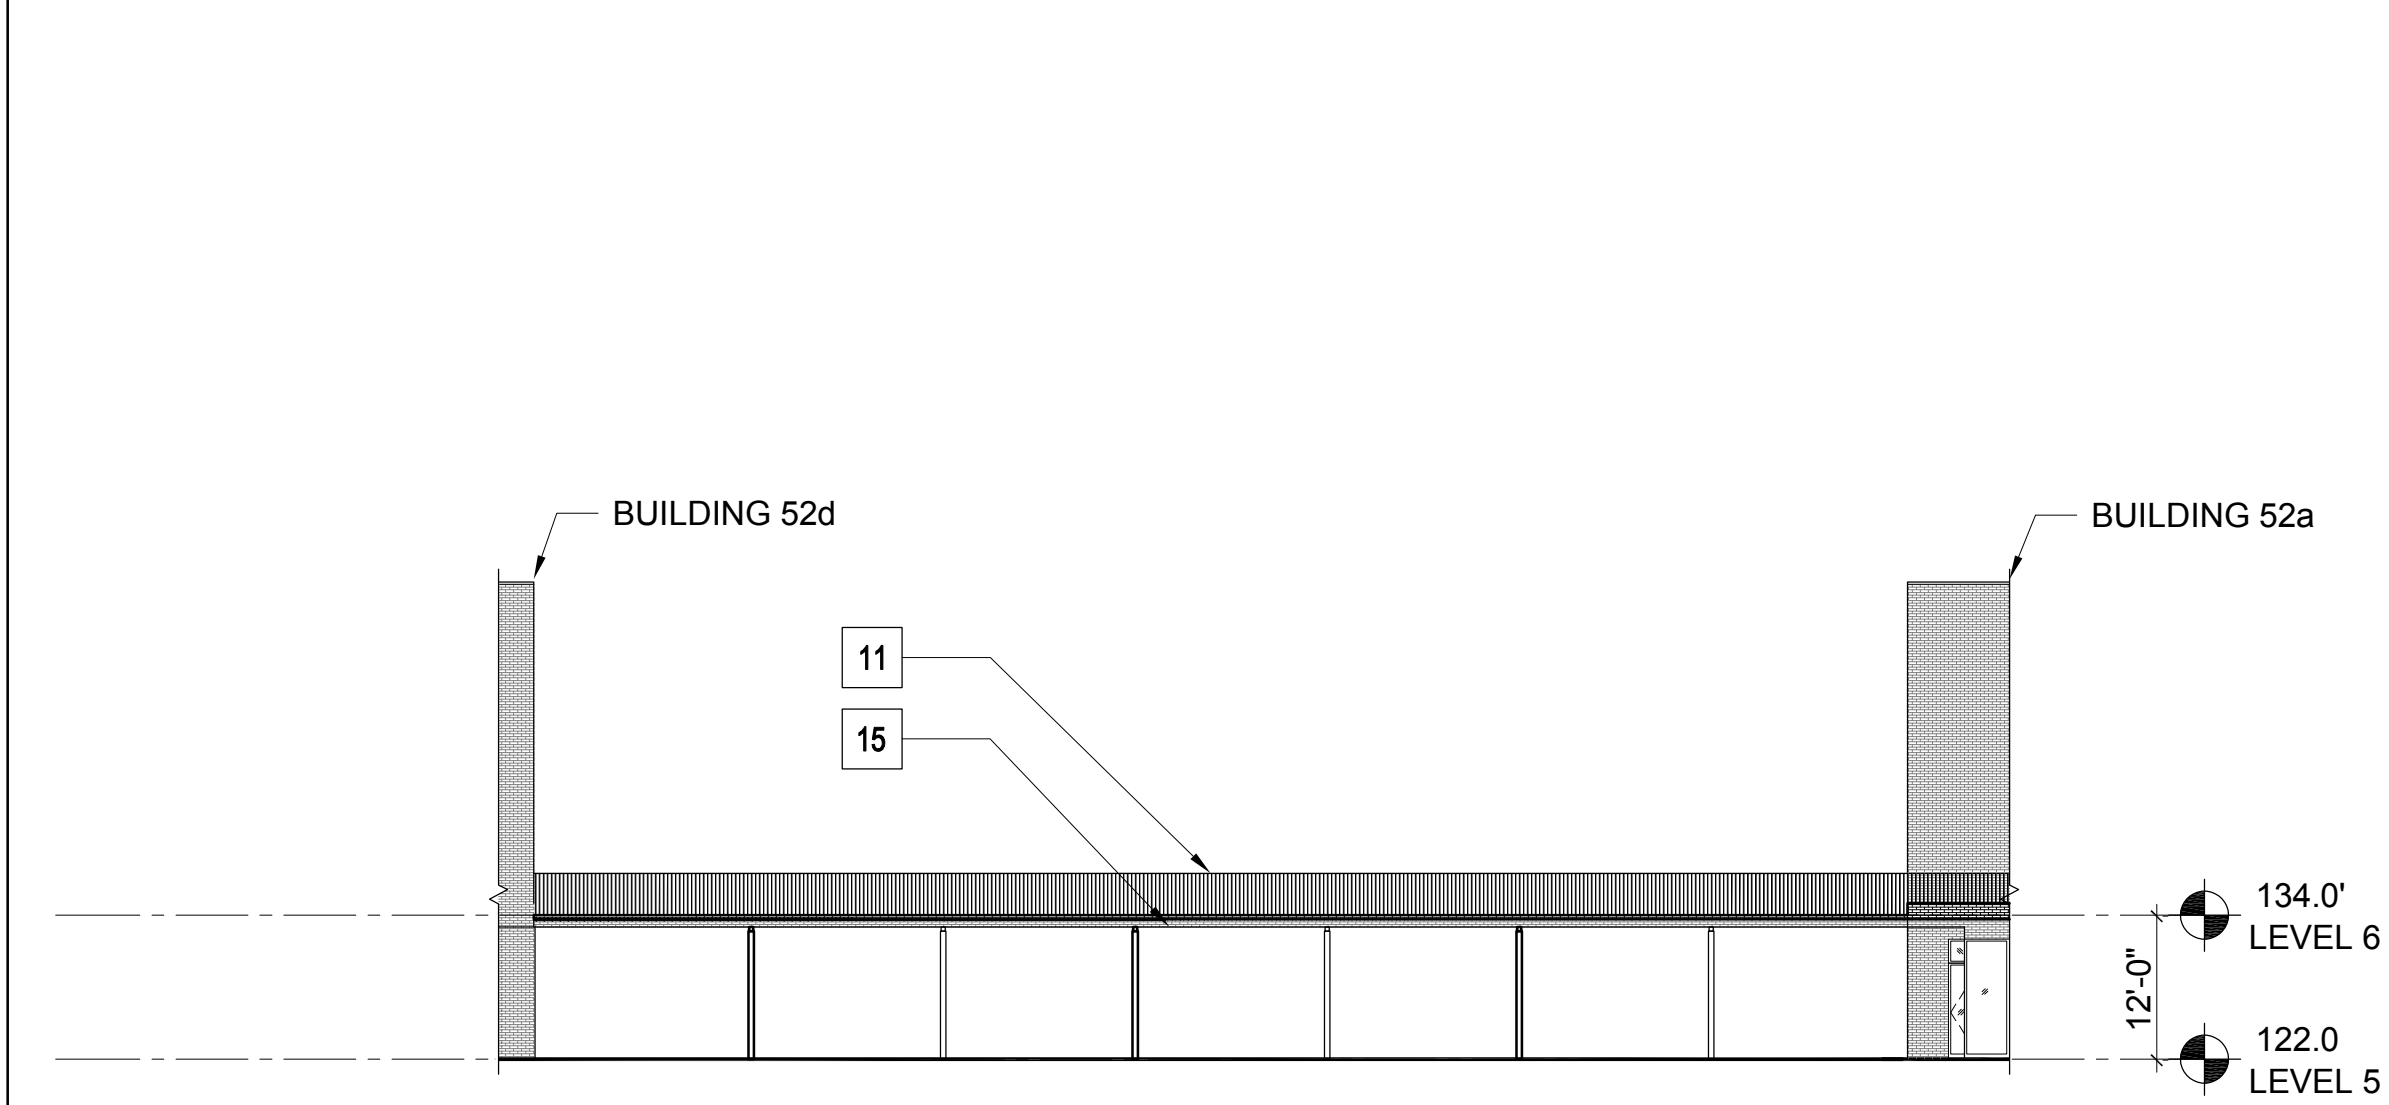 BUILDING 52d
BUILDING 52a
11
15
134.0'
LEVEL 6
12'-0"
122.0
LEVEL 5